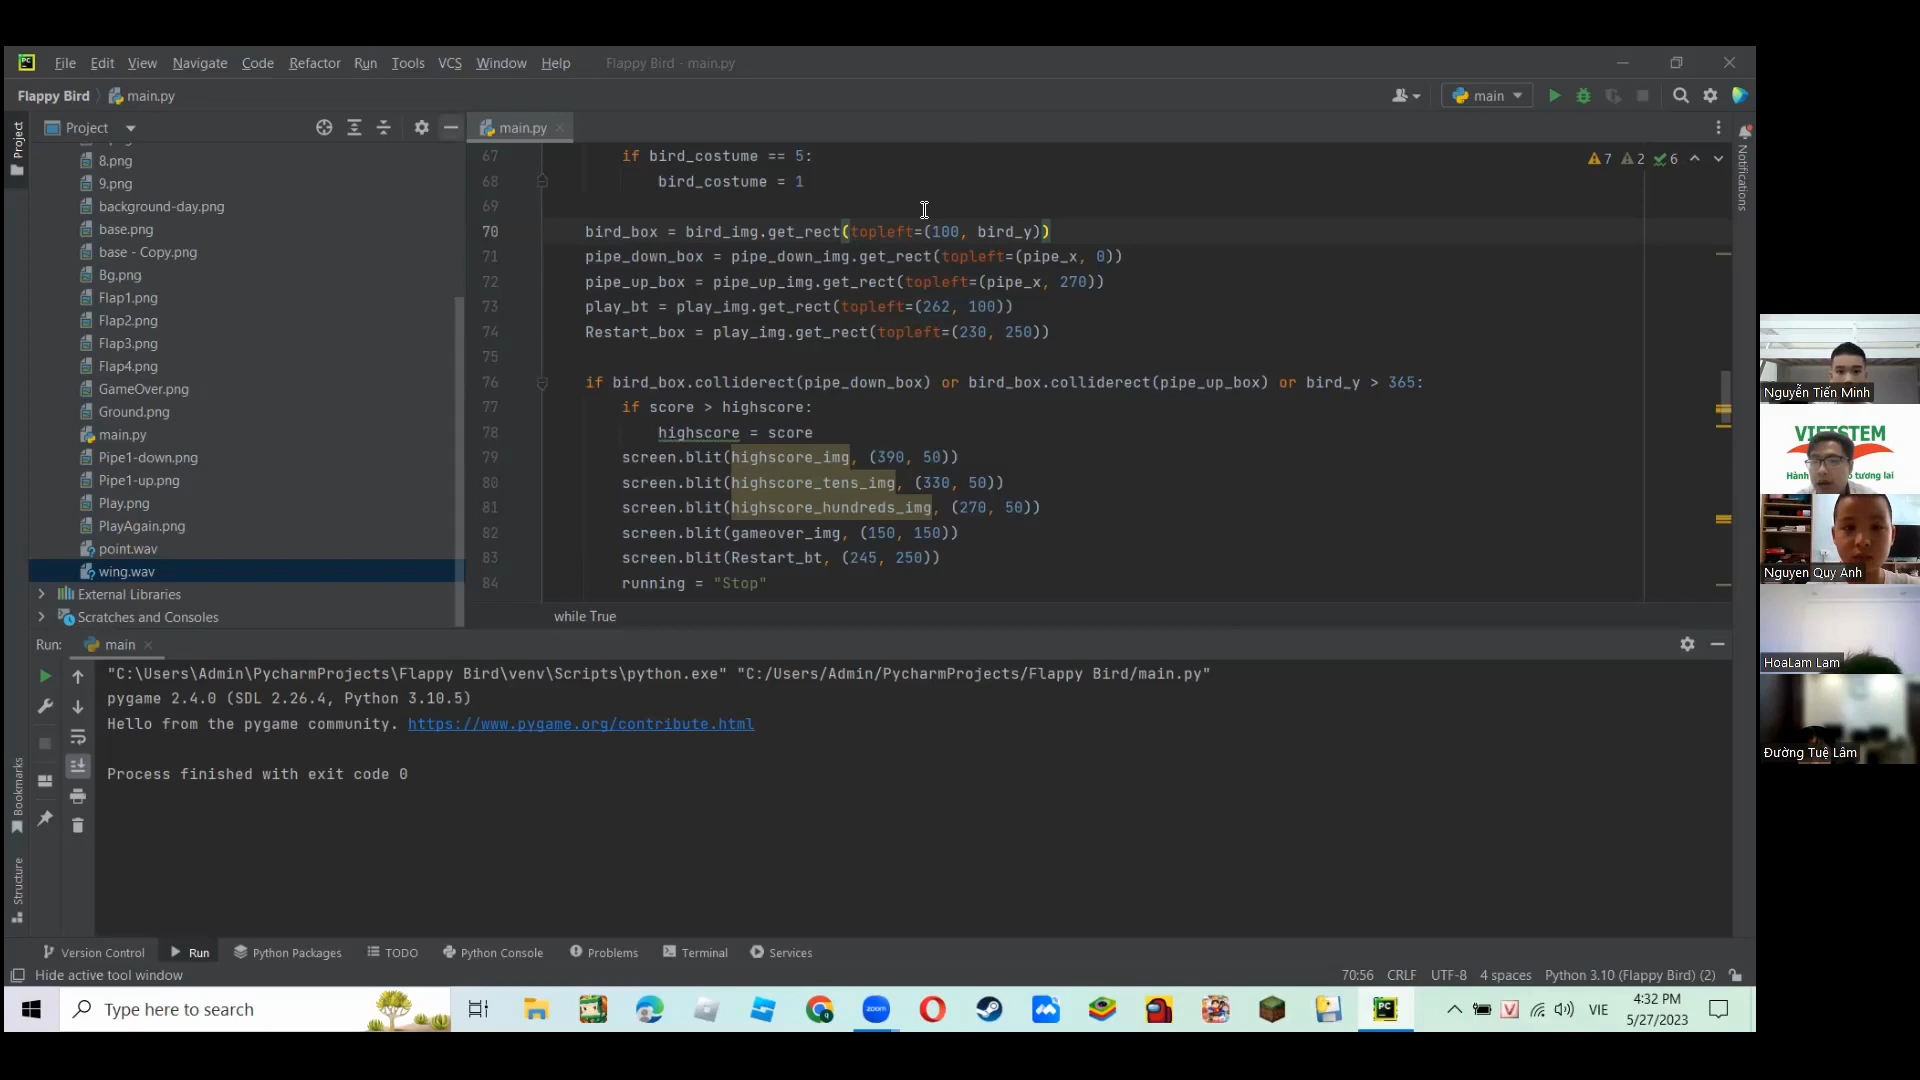 File Edit View Navigate Code Refactor Run Tools VCS Window Help Flappy Bird - main.py
Flappy Bird main.py
main
Project
main.py
8.png
9.png
background-day.png
base.png
base - Copy.png
Bg.png
Flap1.png
Flap2.png
Flap3.png
Flap4.png
GameOver.png
Ground.png
main.py
Pipe1-down.png
Pipe1-up.png
Play.png
PlayAgain.png
point.wav
wing.wav
External Libraries
Scratches and Consoles
Project
Bookmarks
Structure
Notifications
7 2 6
67 if bird_costume == 5:
68 bird_costume = 1
69
70 bird_box = bird_img.get_rect(topleft=(100, bird_y))
71 pipe_down_box = pipe_down_img.get_rect(topleft=(pipe_x, 0))
72 pipe_up_box = pipe_up_img.get_rect(topleft=(pipe_x, 270))
73 play_bt = play_img.get_rect(topleft=(262, 100))
74 Restart_box = play_img.get_rect(topleft=(230, 250))
75
76 if bird_box.colliderect(pipe_down_box) or bird_box.colliderect(pipe_up_box) or bird_y > 365:
77 if score > highscore:
78 highscore = score
79 screen.blit(highscore_img, (390, 50))
80 screen.blit(highscore_tens_img, (330, 50))
81 screen.blit(highscore_hundreds_img, (270, 50))
82 screen.blit(gameover_img, (150, 150))
83 screen.blit(Restart_bt, (245, 250))
84 running = "Stop"
while True
Run: main
"C:\Users\Admin\PycharmProjects\Flappy Bird\venv\Scripts\python.exe" "C:/Users/Admin/PycharmProjects/Flappy Bird/main.py"
pygame 2.4.0 (SDL 2.26.4, Python 3.10.5)
Hello from the pygame community. https://www.pygame.org/contribute.html
Process finished with exit code 0
Version Control Run Python Packages TODO Python Console Problems Terminal Services
Hide active tool window
70:56 CRLF UTF-8 4 spaces Python 3.10 (Flappy Bird) (2)
Type here to search
zoom
PC
VIE
4:32 PM
5/27/2023
Nguyễn Tiến Minh
VIETSTEM
Hành tương lai
Nguyen Quy Anh
HoaLam Lam
Đường Tuệ Lâm